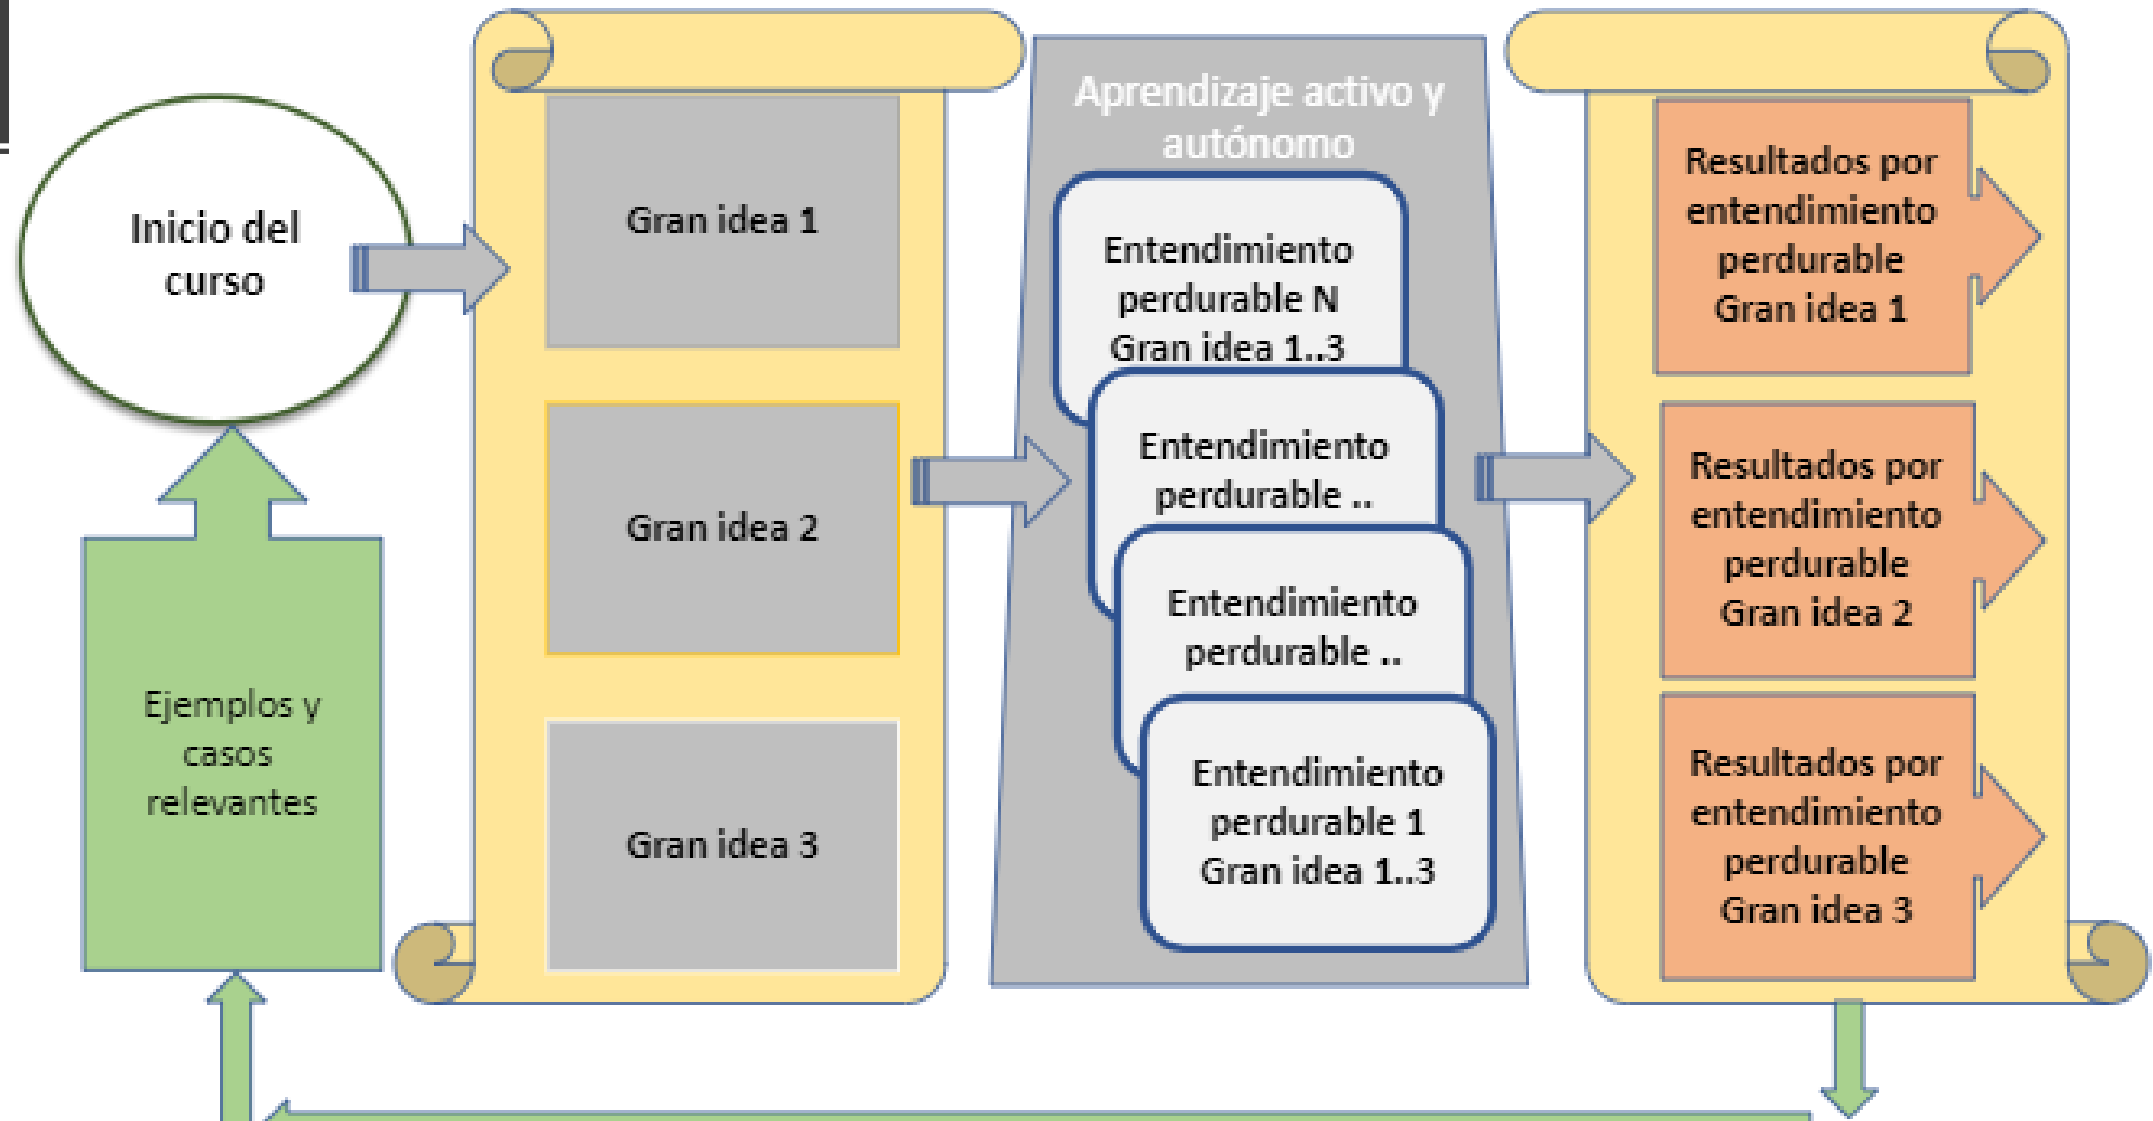 Inicio del
curso
Ejemplos y
casos
relevantes
Gran idea 1
Gran idea 2
Gran idea 3
Aprendizaje activo y
autónomo
Entendimiento
perdurable N
Gran idea 1..3
Entendimiento
perdurable ..
Entendimiento
perdurable ..
Entendimiento
perdurable 1
Gran idea 1..3
Resultados por
entendimiento
perdurable
Gran idea 1
Resultados por
entendimiento
perdurable
Gran idea 2
Resultados por
entendimiento
perdurable
Gran idea 3